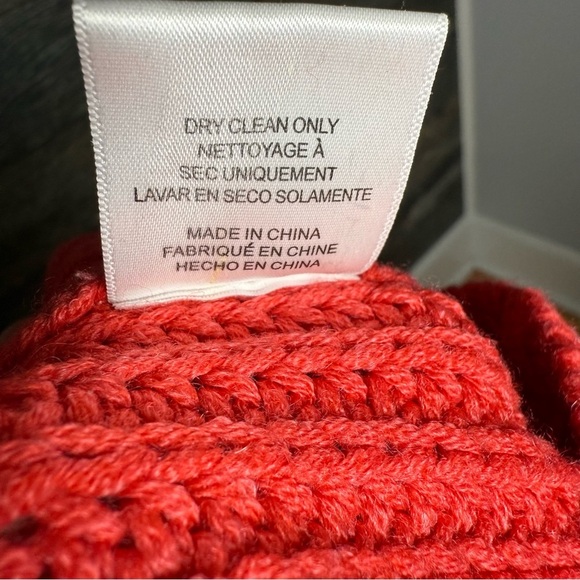 DRY CLEAN ONLY
NETTOYAGE À
SEC UNIQUEMENT
LAVAR EN SECO SOLAMENTE
MADE IN CHINA
FABRIQUÉ EN CHINE
HECHO EN CHINA